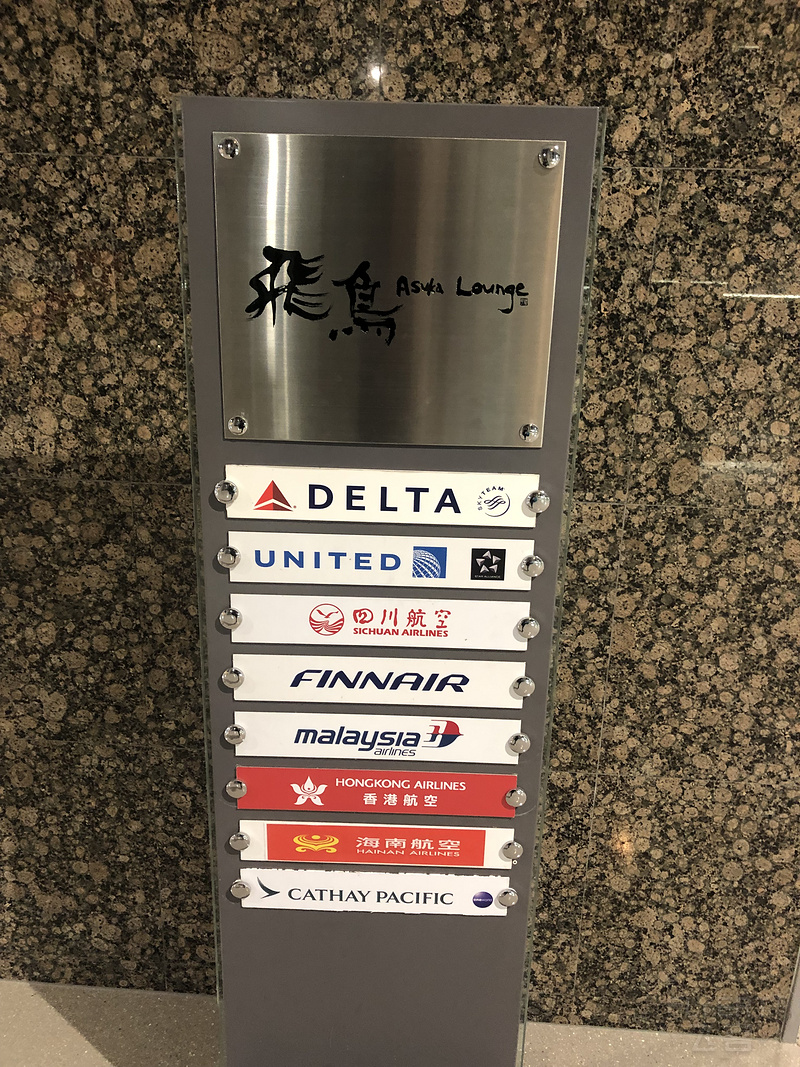 飛鳥 Asuka Lounge
DELTA SKYTEAM
UNITED STAR ALLIANCE
四川航空
SICHUAN AIRLINES
FINNAIR
malaysia
airlines
HONGKONG AIRLINES
香港航空
海南航空
HAINAN AIRLINES
CATHAY PACIFIC oneworld